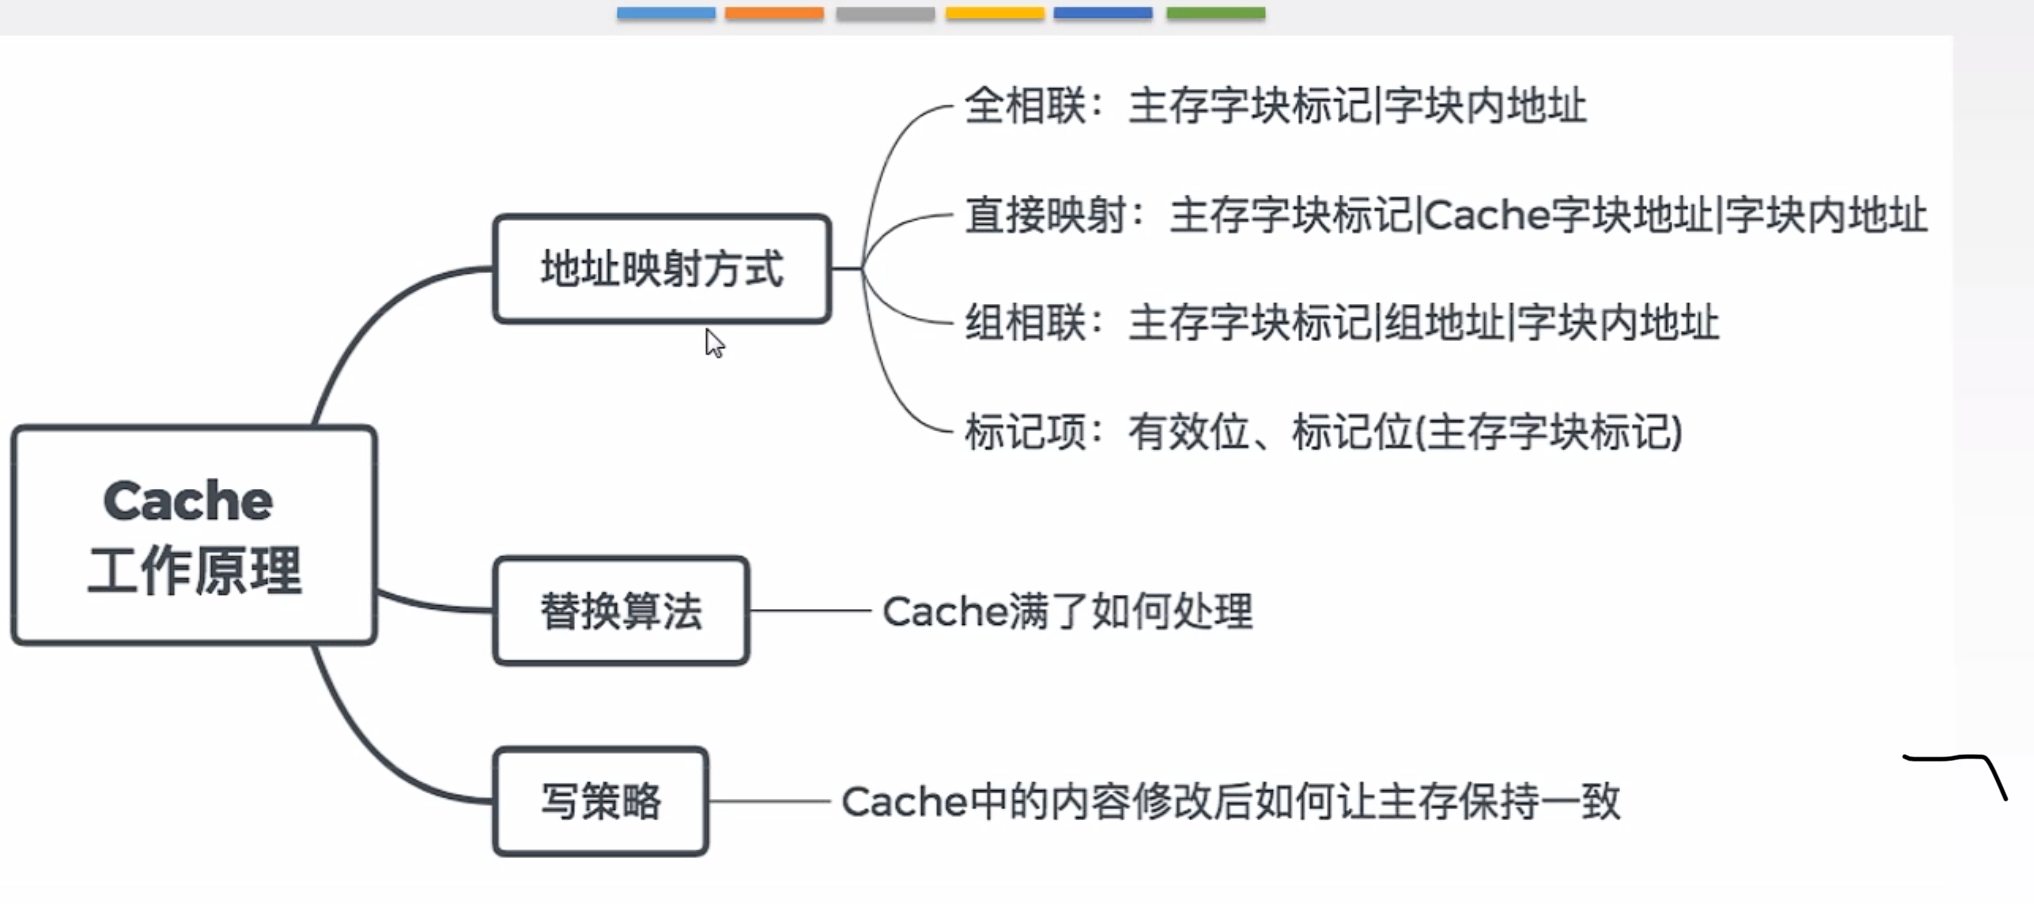 全相联：主存字块标记|字块内地址
直接映射：主存字块标记|Cache字块地址|字块内地址
地址映射方式
组相联：主存字块标记|组地址|字块内地址
标记项：有效位、标记位(主存字块标记)
Cache
工作原理
替换算法
Cache满了如何处理
写策略
Cache中的内容修改后如何让主存保持一致